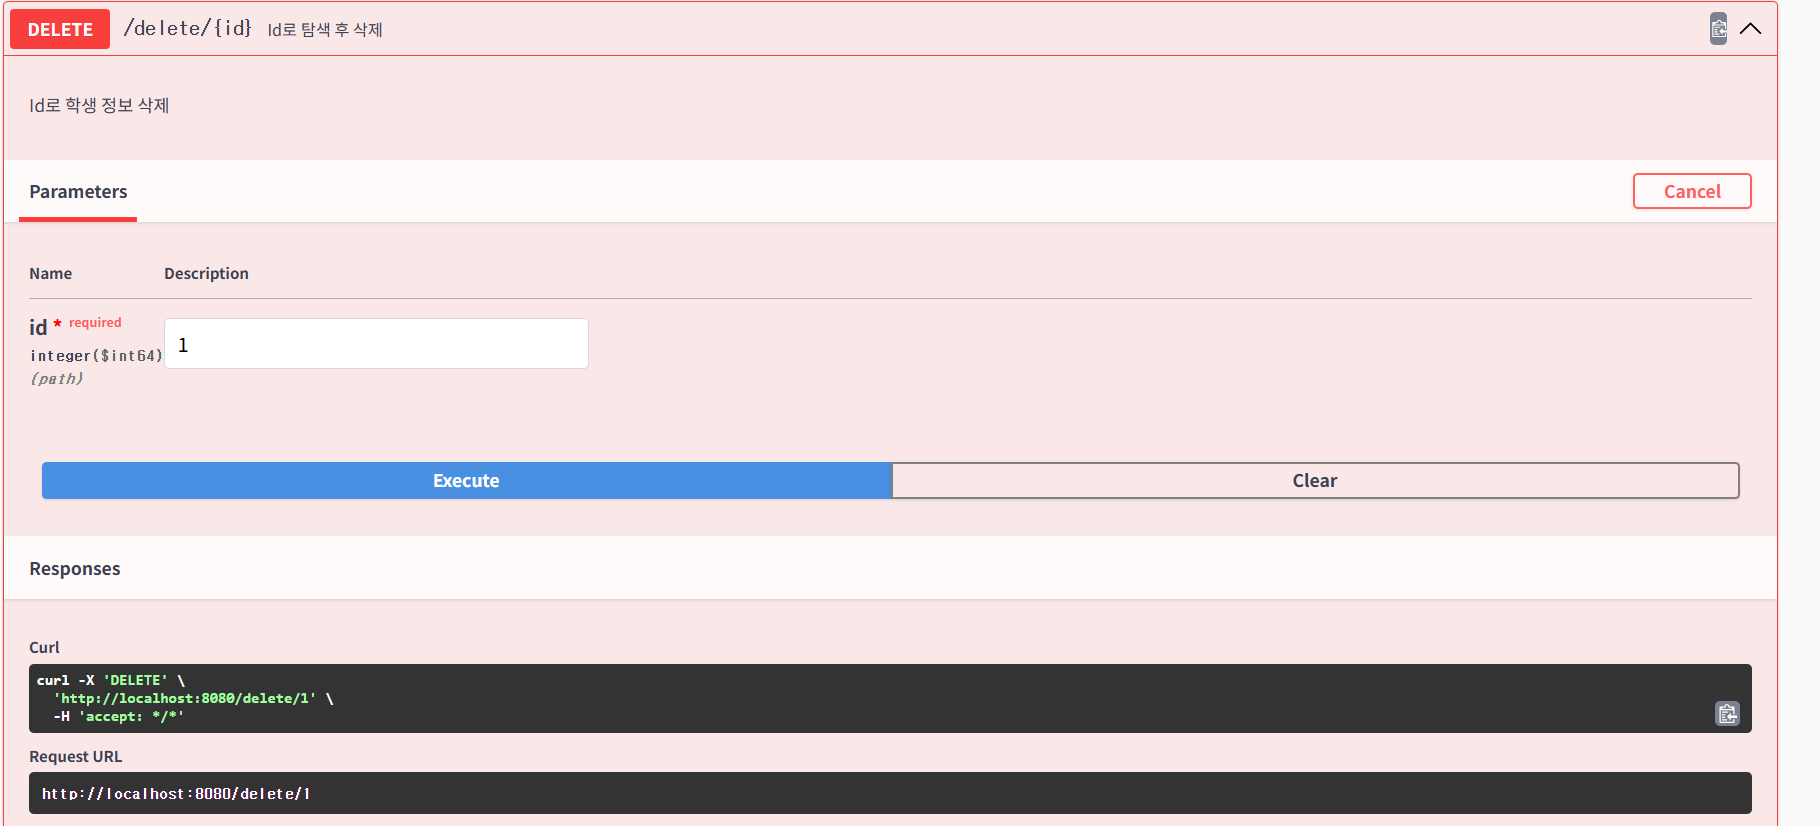 DELETE /delete/{id} Id로 탐색 후 삭제
Id로 학생 정보 삭제
Parameters
Cancel
Name Description
id * required
integer($int64)
(path)
1
Execute
Clear
Responses
Curl
curl -X 'DELETE' \
'http://localhost:8080/delete/1' \
-H 'accept: */*'
Request URL
http://localhost:8080/delete/1